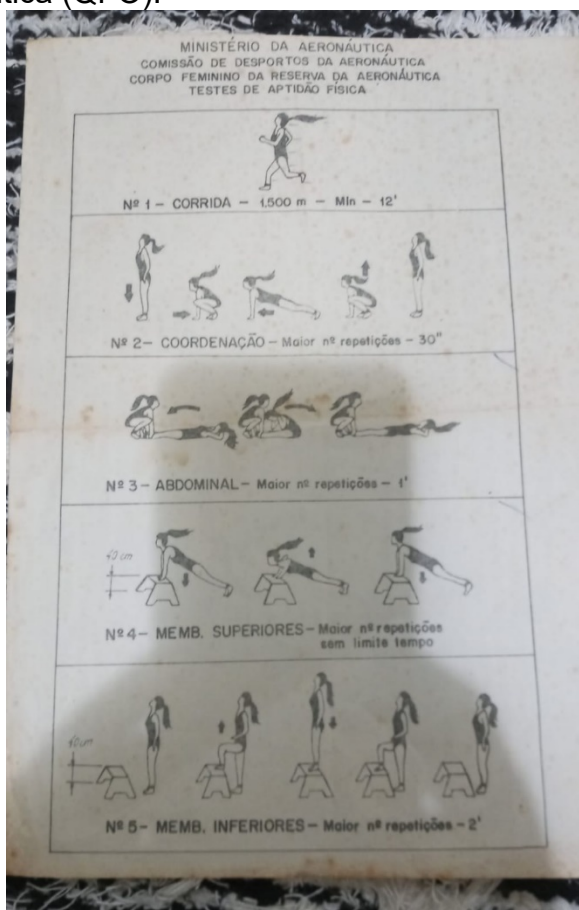 MINISTÉRIO DA AERONÁUTICA
COMISSÃO DE DESPORTOS DA AERONÁUTICA
CORPO FEMININO DA RESERVA DA AERONÁUTICA
TESTES DE APTIDÃO FÍSICA
Nº 1 – CORRIDA – 1.500 m – Min – 12'
Nº 2– COORDENAÇÃO – Maior nº repetições – 30"
Nº 3 – ABDOMINAL – Maior nº repetições – 1'
40 cm
Nº 4– MEMB. SUPERIORES – Maior nº repetições
sem limite tempo
40cm
Nº 5– MEMB. INFERIORES – Maior nº repetições – 2'